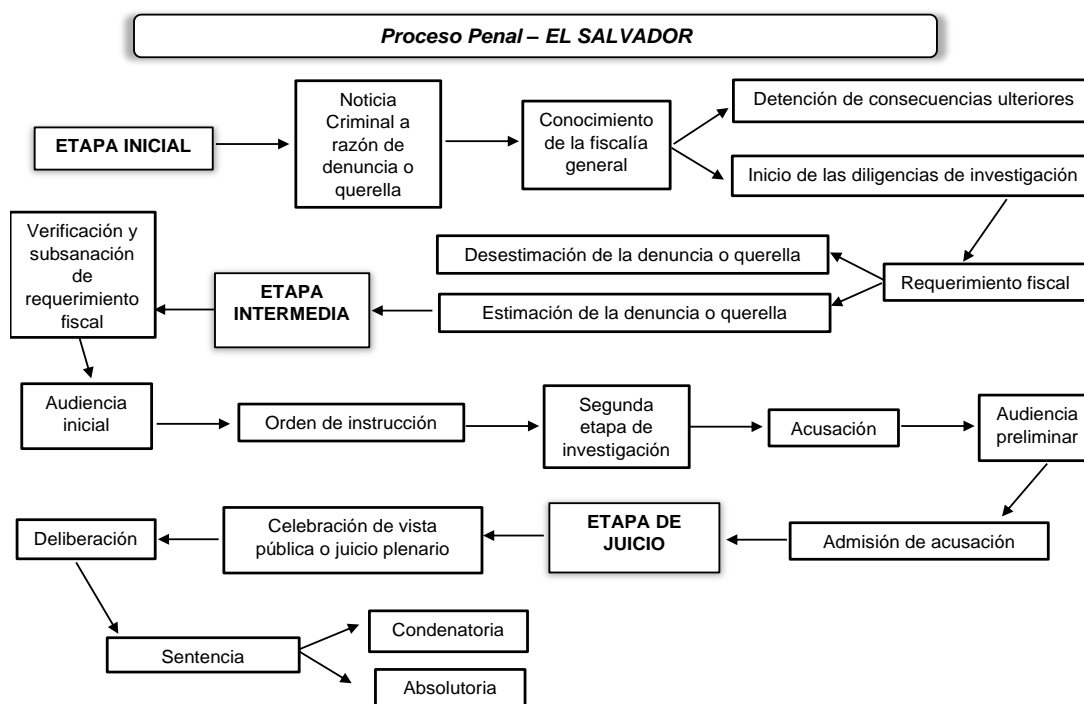 Proceso Penal – EL SALVADOR
ETAPA INICIAL
Noticia
Criminal a
razón de
denuncia o
querella
Conocimiento
de la fiscalía
general
Detención de consecuencias ulteriores
Inicio de las diligencias de investigación
Requerimiento fiscal
Desestimación de la denuncia o querella
Estimación de la denuncia o querella
ETAPA
INTERMEDIA
Verificación y
subsanación
de
requerimiento
fiscal
Audiencia
inicial
Orden de instrucción
Segunda
etapa de
investigación
Acusación
Audiencia
preliminar
Admisión de acusación
ETAPA DE
JUICIO
Celebración de vista
pública o juicio plenario
Deliberación
Sentencia
Condenatoria
Absolutoria